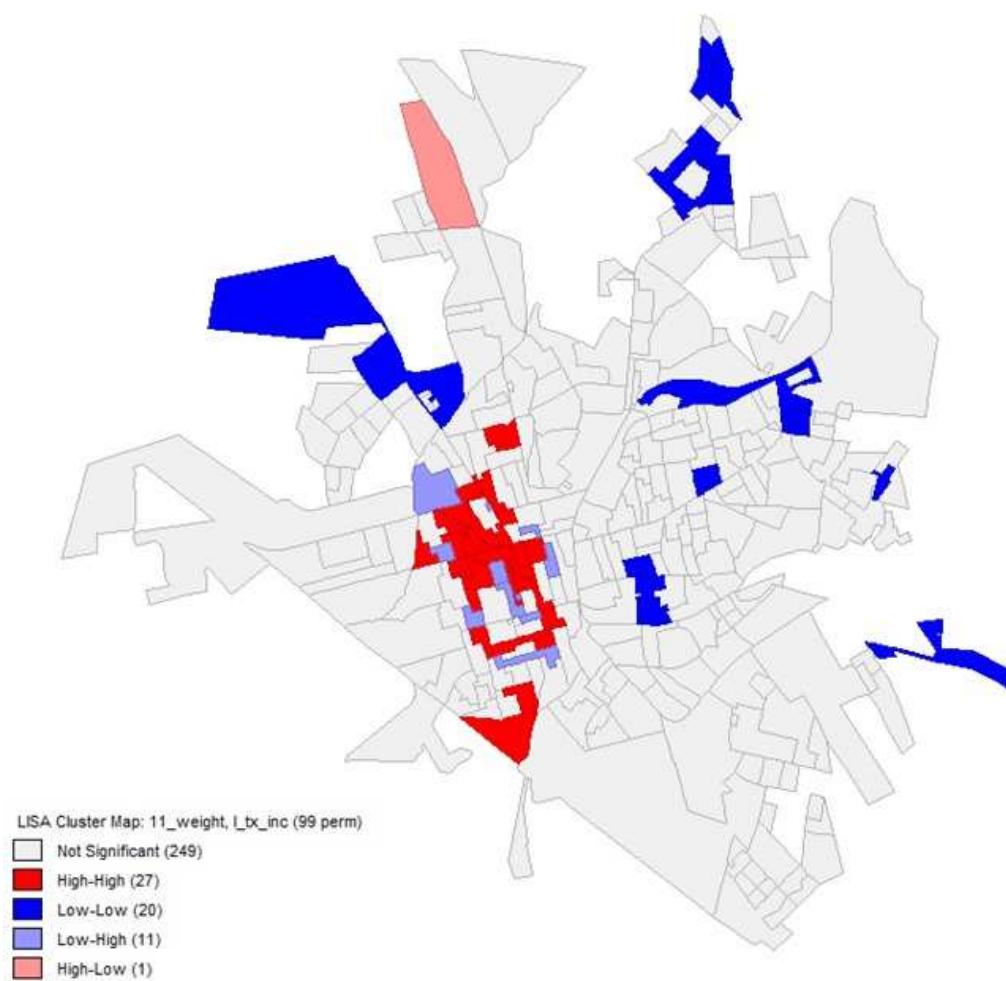 LISA Cluster Map: 11_weight, I_tx_inc (99 perm)
Not Significant (249)
High-High (27)
Low-Low (20)
Low-High (11)
High-Low (1)